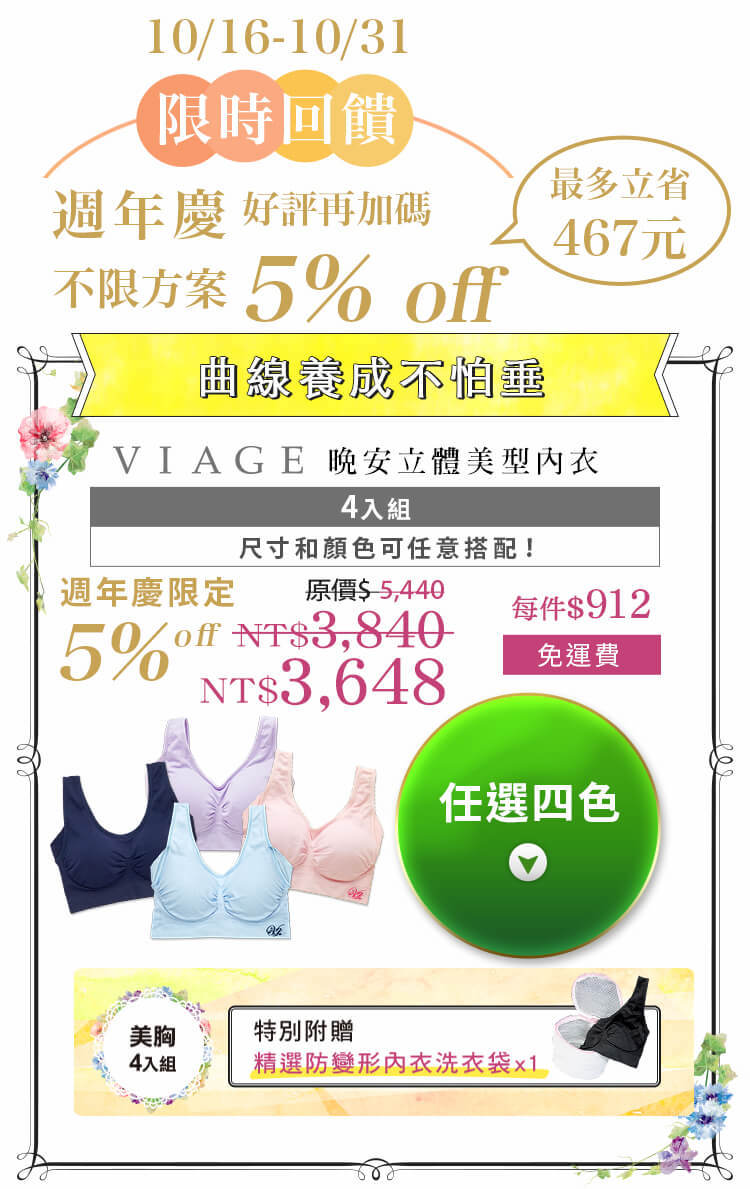 10/16-10/31
限時回饋
週年慶 好評再加碼
最多立省
467元
不限方案 5% off
曲線養成不怕垂
VIAGE 晚安立體美型內衣
4入組
尺寸和顏色可任意搭配！
週年慶限定
5% off
原價$ 5,440
NT$3,840
NT$3,648
每件$912
免運費
任選四色
美胸
4入組
特別附贈
精選防變形內衣洗衣袋x1